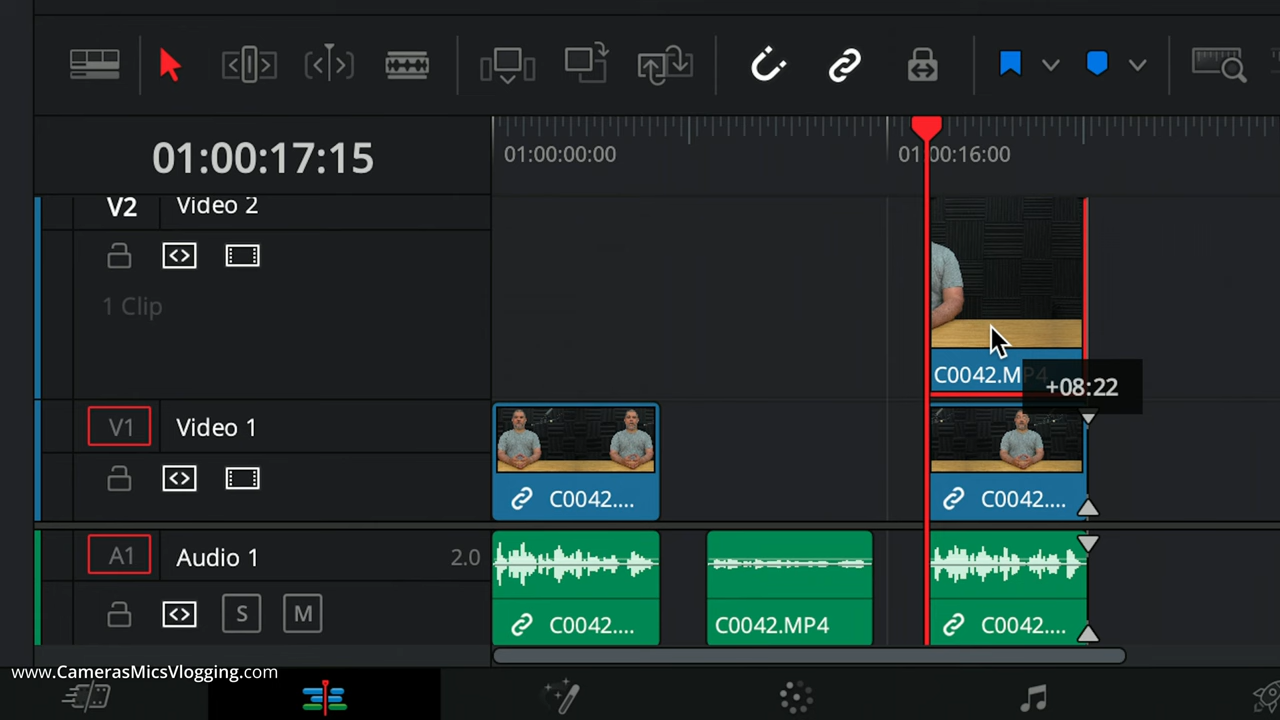 01:00:17:15
01:00:00:00
01:00:16:00
V2 Video 2
1 Clip
C0042.MP4
+08:22
V1 Video 1
C0042....
C0042....
A1 Audio 1 2.0
S M
C0042....
C0042.MP4
C0042....
www.CamerasMicsVlogging.com